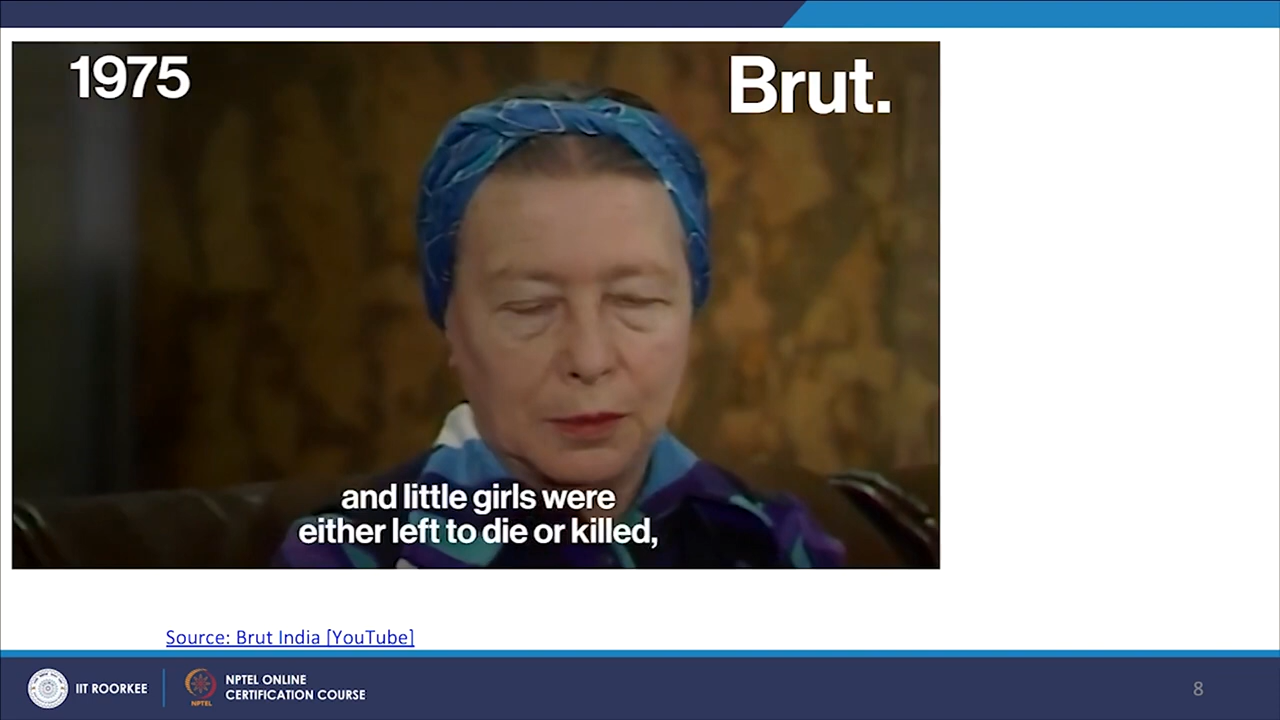 1975
Brut.
and little girls were
either left to die or killed,
Source: Brut India [YouTube]
IIT ROORKEE
NPTEL
NPTEL ONLINE
CERTIFICATION COURSE
8